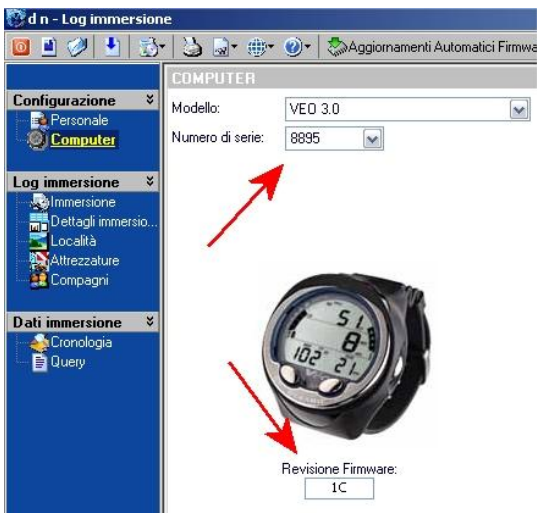 d n - Log immersione
Aggiornamenti Automatici Firmwa
COMPUTER
Configurazione
Personale
Computer
Modello:
VEO 3.0
Numero di serie:
8895
Log immersione
Immersione
Dettagli immersio...
Località
Attrezzature
Compagni
Dati immersione
Cronologia
Query
51
8
102
21
Revisione Firmware:
1C